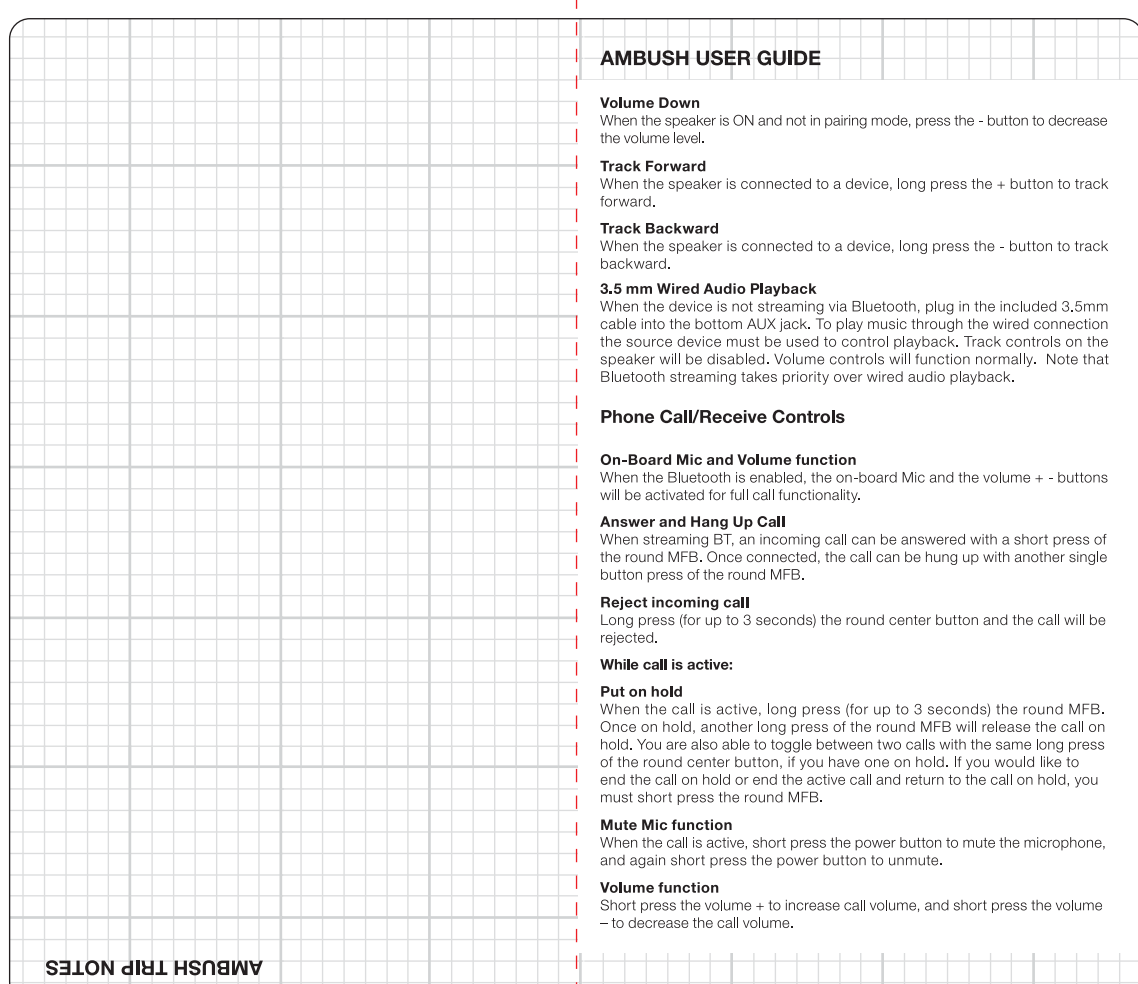 AMBUSH USER GUIDE
Volume Down
When the speaker is ON and not in pairing mode, press the - button to decrease
the volume level.
Track Forward
When the speaker is connected to a device, long press the + button to track
forward.
Track Backward
When the speaker is connected to a device, long press the - button to track
backward.
3.5 mm Wired Audio Playback
When the device is not streaming via Bluetooth, plug in the included 3.5mm
cable into the bottom AUX jack. To play music through the wired connection
the source device must be used to control playback. Track controls on the
speaker will be disabled. Volume controls will function normally.  Note that
Bluetooth streaming takes priority over wired audio playback.
Phone Call/Receive Controls
On-Board Mic and Volume function
When the Bluetooth is enabled, the on-board Mic and the volume + - buttons
will be activated for full call functionality.
Answer and Hang Up Call
When streaming BT, an incoming call can be answered with a short press of
the round MFB. Once connected, the call can be hung up with another single
button press of the round MFB.
Reject incoming call
Long press (for up to 3 seconds) the round center button and the call will be
rejected.
While call is active:
Put on hold
When the call is active, long press (for up to 3 seconds) the round MFB.
Once on hold, another long press of the round MFB will release the call on
hold. You are also able to toggle between two calls with the same long press
of the round center button, if you have one on hold. If you would like to
end the call on hold or end the active call and return to the call on hold, you
must short press the round MFB.
Mute Mic function
When the call is active, short press the power button to mute the microphone,
and again short press the power button to unmute.
Volume function
Short press the volume + to increase call volume, and short press the volume
– to decrease the call volume.
AMBUSH TRIP NOTES